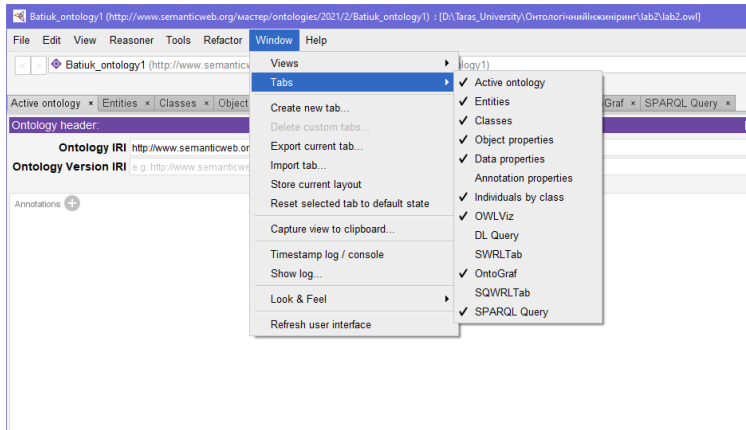 Batiuk_ontology1 (http://www.semanticweb.org/мастер/ontologies/2021/2/Batiuk_ontology1) : [D:\Taras_University\ОнтологічнийІнжиніринг\lab2\lab2.owl]
File Edit View Reasoner Tools Refactor Window Help
< > Batiuk_ontology1 (http://www.semanticv
logy1)
Active ontology × Entities × Classes × Object
Graf × SPARQL Query ×
Ontology header:
Ontology IRI http://www.semanticweb.or
Ontology Version IRI e.g. http://www.semanticwe
Annotations
Views
Tabs
Create new tab...
Delete custom tabs...
Export current tab...
Import tab...
Store current layout
Reset selected tab to default state
Capture view to clipboard...
Timestamp log / console
Show log...
Look & Feel
Refresh user interface
✓ Active ontology
✓ Entities
✓ Classes
✓ Object properties
✓ Data properties
Annotation properties
✓ Individuals by class
✓ OWLViz
DL Query
SWRLTab
✓ OntoGraf
SQWRLTab
✓ SPARQL Query